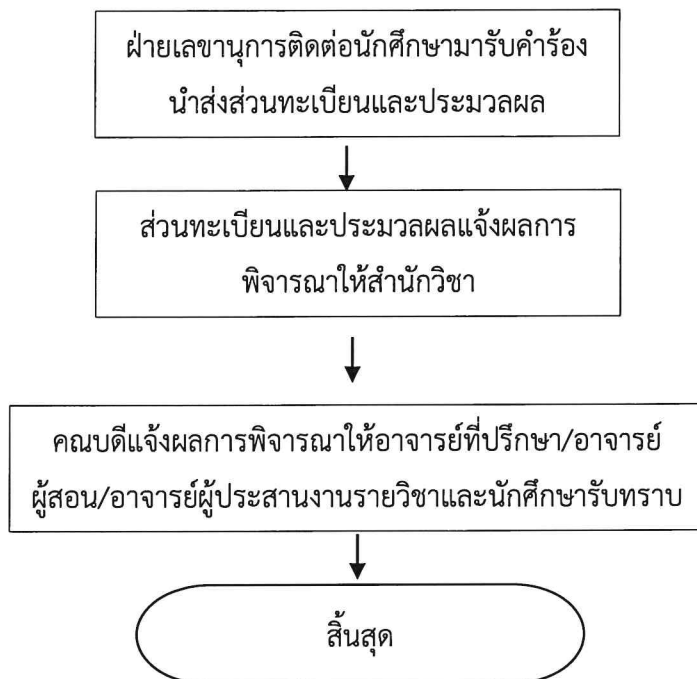 ฝ่ายเลขานุการติดต่อนักศึกษามารับคำร้อง
นำส่งส่วนทะเบียนและประมวลผล
ส่วนทะเบียนและประมวลผลแจ้งผลการ
พิจารณาให้สำนักวิชา
คณบดีแจ้งผลการพิจารณาให้อาจารย์ที่ปรึกษา/อาจารย์
ผู้สอน/อาจารย์ผู้ประสานงานรายวิชาและนักศึกษารับทราบ
สิ้นสุด